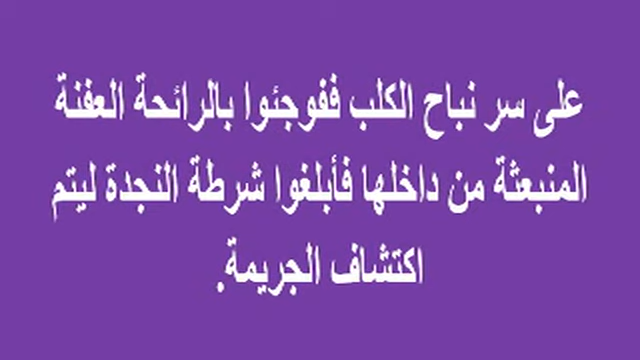 على سر نباح الكلب ففوجئوا بالرائحة العفنة
المنبعثة من داخلها فأبلغوا شرطة النجدة ليتم
اكتشاف الجريمة.